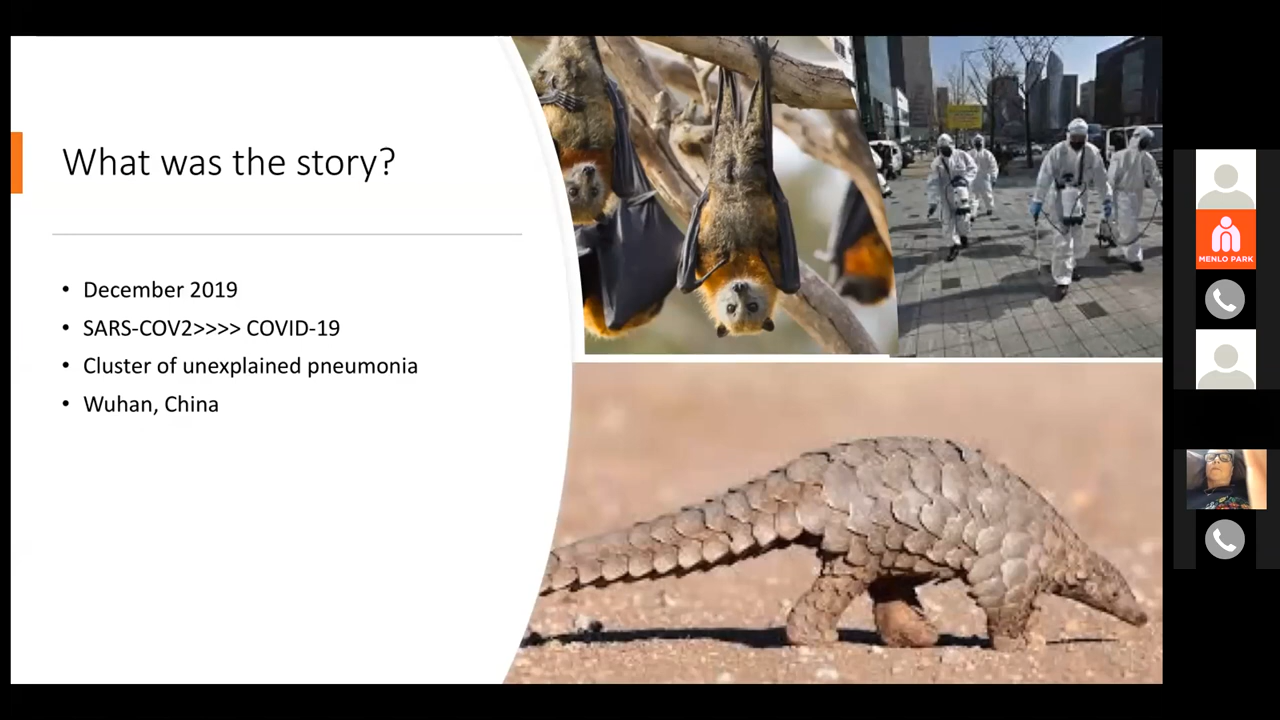 What was the story?
• December 2019
• SARS-COV2>>>> COVID-19
• Cluster of unexplained pneumonia
• Wuhan, China
MENLO PARK